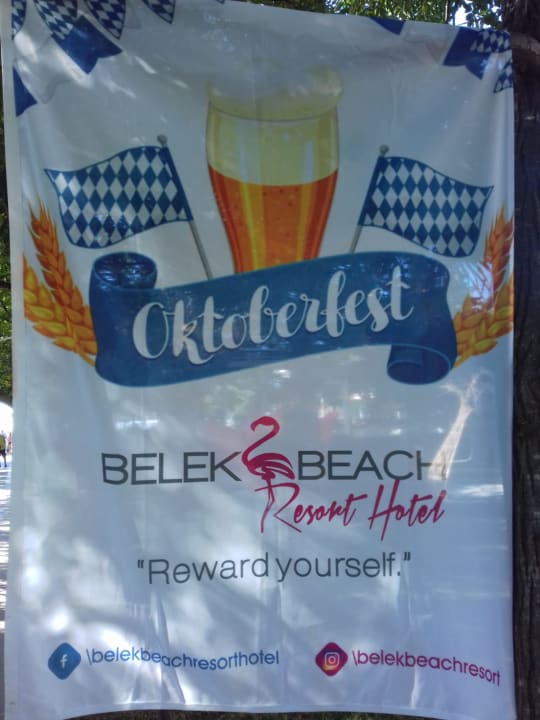 Oktoberfest
BELEK BEACH
Resort Hotel
"Reward yourself."
\belekbeachresorthotel
\belekbeachresort